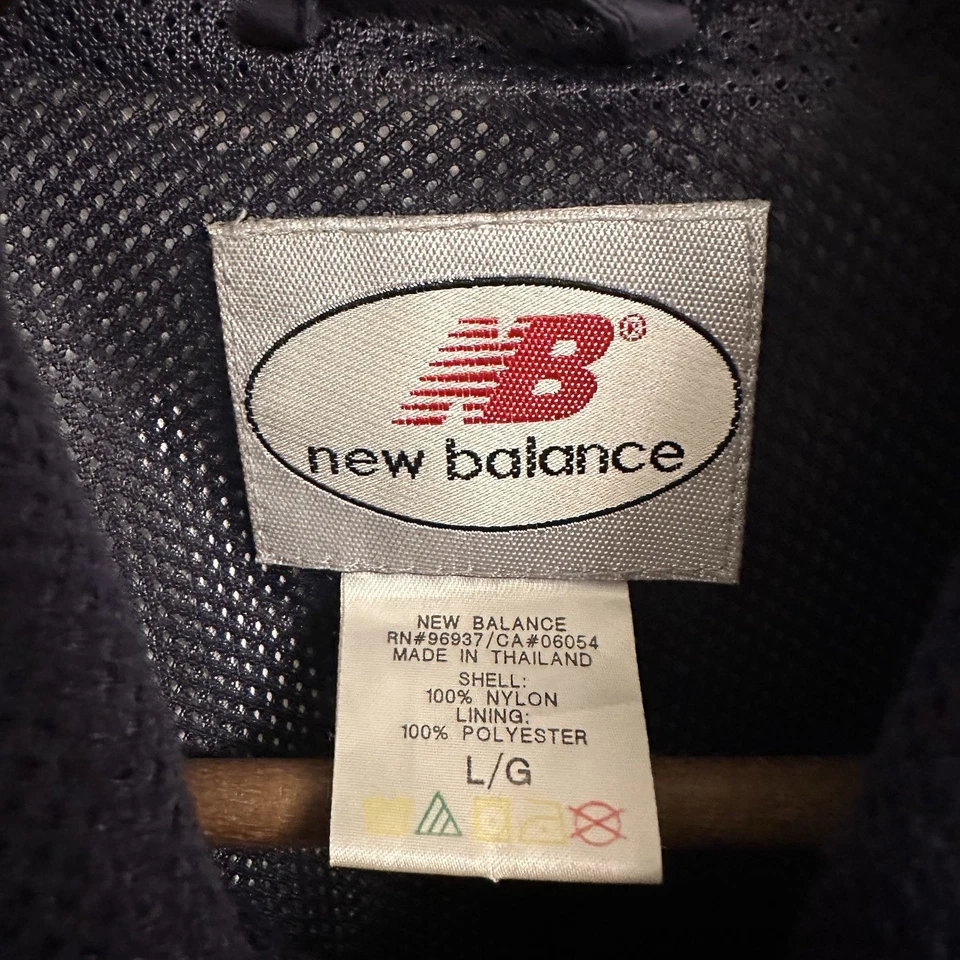 NB®
new balance
NEW BALANCE
RN#96937/CA#06054
MADE IN THAILAND
SHELL:
100% NYLON
LINING:
100% POLYESTER
L/G